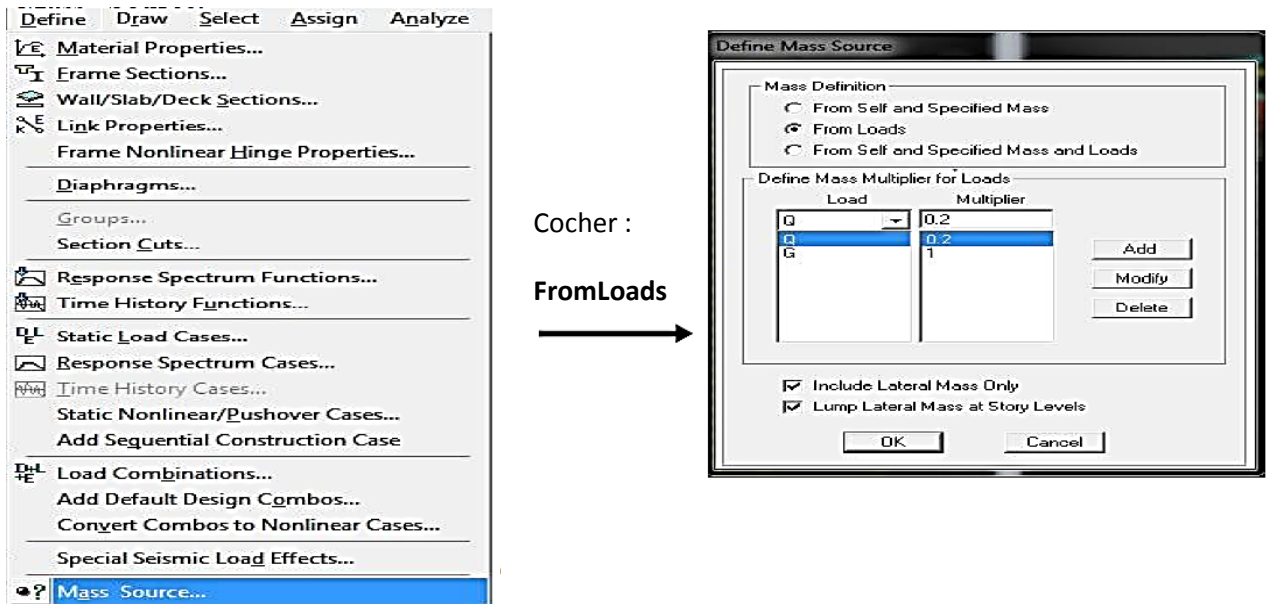 Define Draw Select Assign Analyze
Material Properties...
Frame Sections...
Wall/Slab/Deck Sections...
Link Properties...
Frame Nonlinear Hinge Properties...
Diaphragms...
Groups...
Section Cuts...
Response Spectrum Functions...
Time History Functions...
Static Load Cases...
Response Spectrum Cases...
Time History Cases...
Static Nonlinear/Pushover Cases...
Add Sequential Construction Case
Load Combinations...
Add Default Design Combos...
Convert Combos to Nonlinear Cases...
Special Seismic Load Effects...
Mass Source...
Cocher :
FromLoads
Define Mass Source
Mass Definition
From Self and Specified Mass
From Loads
From Self and Specified Mass and Loads
Define Mass Multiplier for Loads
Load Multiplier
Q 0.2
Q 0.2
G 1
Add
Modify
Delete
Include Lateral Mass Only
Lump Lateral Mass at Story Levels
OK Cancel